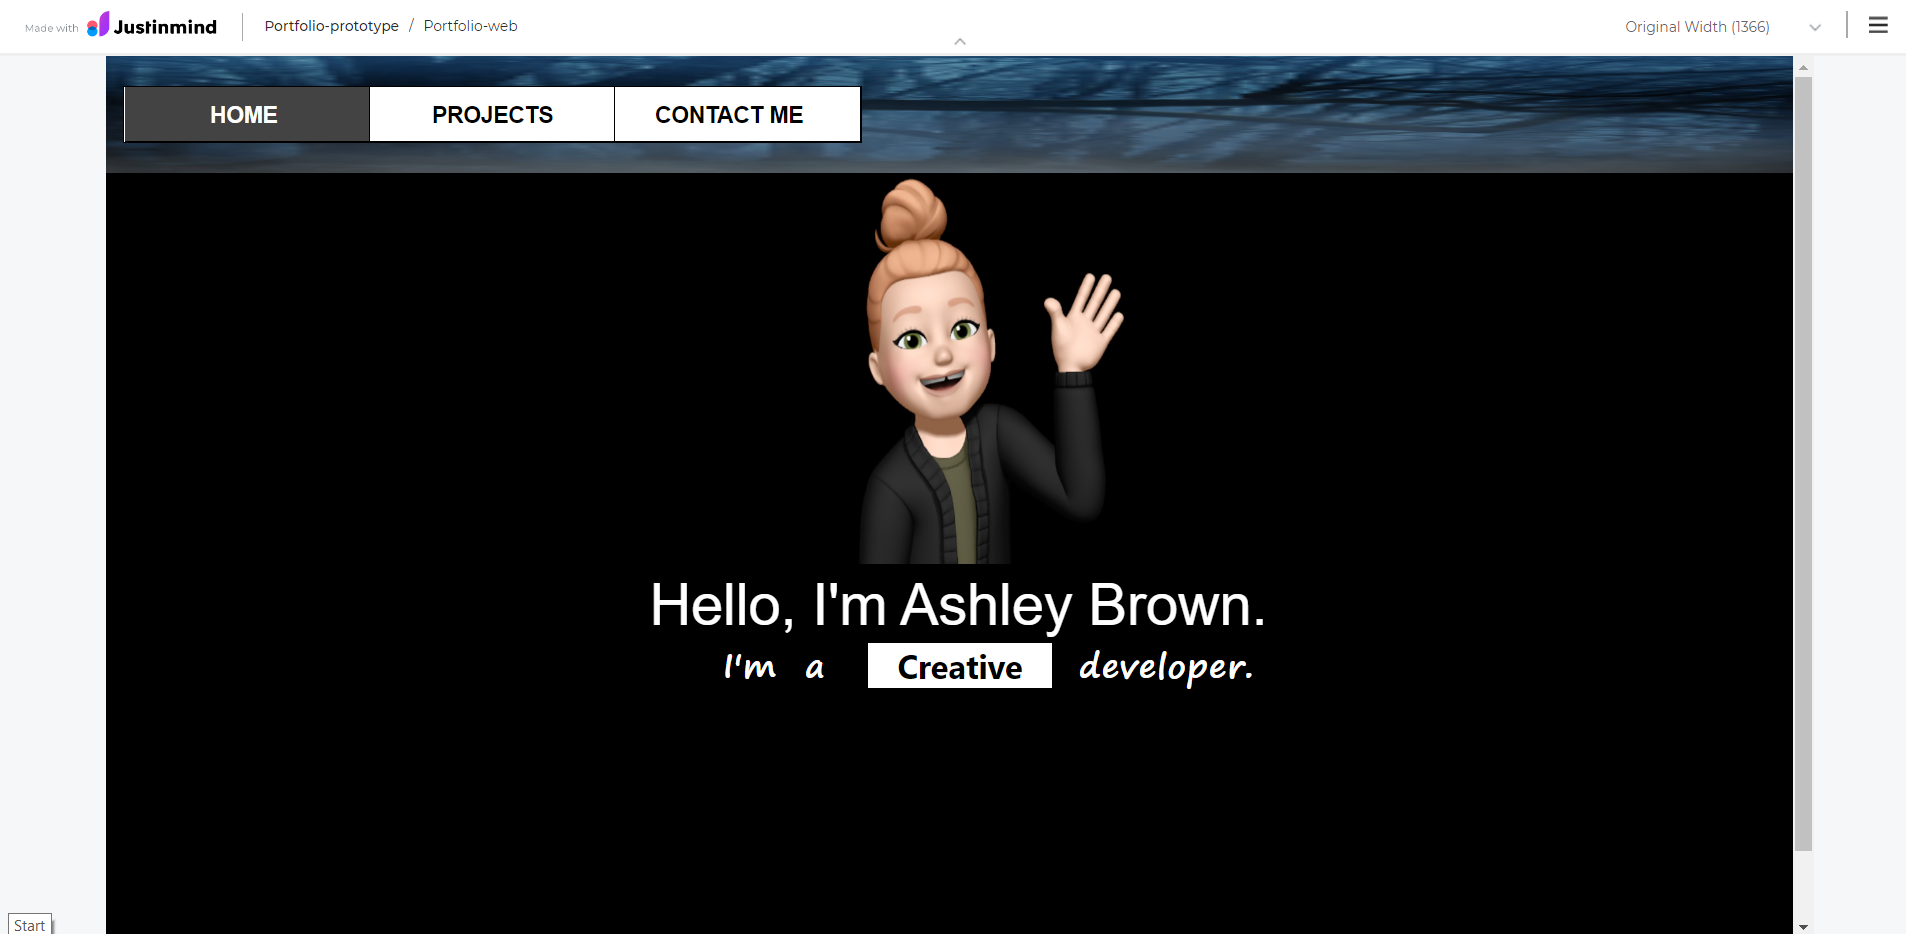 Made with Justinmind Portfolio-prototype / Portfolio-web Original Width (1366)
HOME PROJECTS CONTACT ME
Hello, I'm Ashley Brown.
I'm a Creative developer.
Start